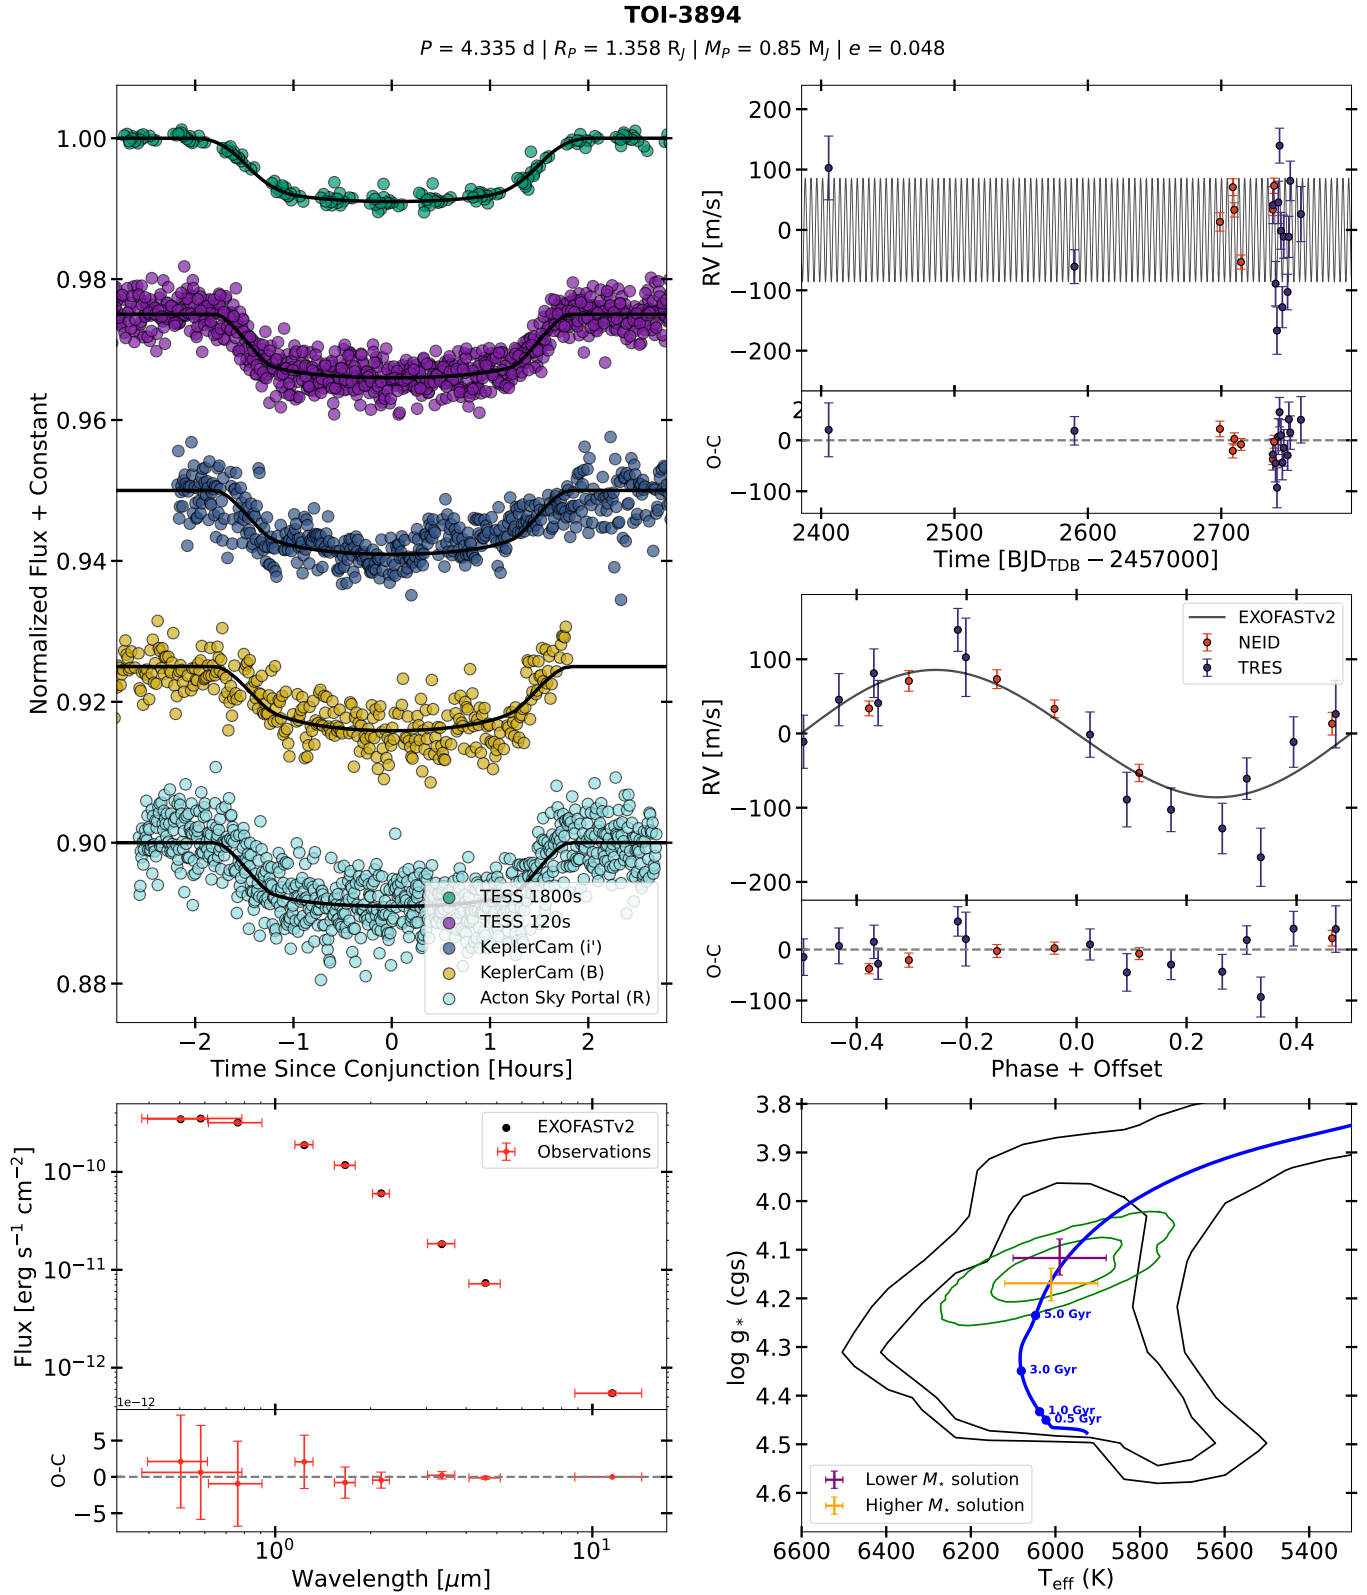 TOI-3894
P = 4.335 d | R_P = 1.358 R_J | M_P = 0.85 M_J | e = 0.048
Normalized Flux + Constant
1.00
0.98
0.96
0.94
0.92
0.90
0.88
TESS 1800s
TESS 120s
KeplerCam (i')
KeplerCam (B)
Acton Sky Portal (R)
−2
−1
0
1
2
Time Since Conjunction [Hours]
RV [m/s]
200
100
0
−100
−200
O-C
2
0
−100
2400
2500
2600
2700
Time [BJD_TDB − 2457000]
RV [m/s]
100
0
−100
−200
EXOFASTv2
NEID
TRES
O-C
0
−100
−0.4
−0.2
0.0
0.2
0.4
Phase + Offset
Flux [erg s⁻¹ cm⁻²]
10⁻¹⁰
10⁻¹¹
10⁻¹²
EXOFASTv2
Observations
1e−12
O-C
5
0
−5
10⁰
10¹
Wavelength [μm]
log g* (cgs)
3.8
3.9
4.0
4.1
4.2
4.3
4.4
4.5
4.6
5.0 Gyr
3.0 Gyr
1.0 Gyr
0.5 Gyr
Lower M⋆ solution
Higher M⋆ solution
6600
6400
6200
6000
5800
5600
5400
T_eff (K)